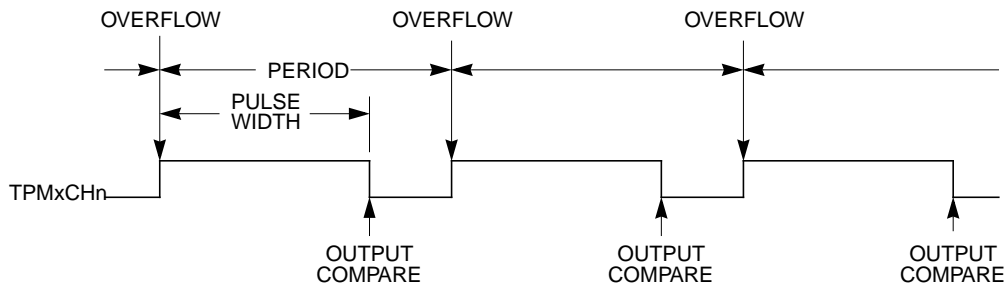 OVERFLOW
OVERFLOW
OVERFLOW
PERIOD
PULSE
WIDTH
TPMxCHn
OUTPUT
COMPARE
OUTPUT
COMPARE
OUTPUT
COMPARE